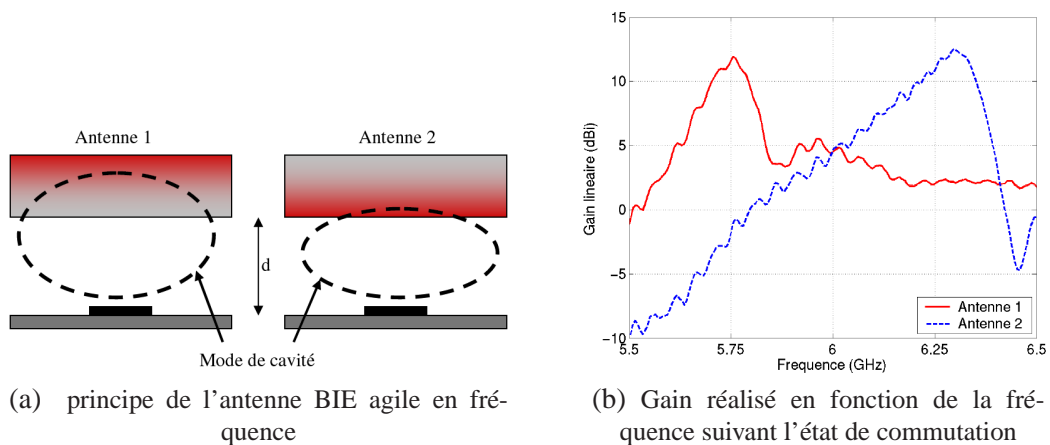 Antenne 1
Antenne 2
d
Mode de cavité
(a) principe de l'antenne BIE agile en fré-
quence
15
10
5
0
−5
−10
5.5
5.75
6
6.25
6.5
Gain lineaire (dBi)
Frequence (GHz)
Antenne 1
Antenne 2
(b) Gain réalisé en fonction de la fré-
quence suivant l'état de commutation